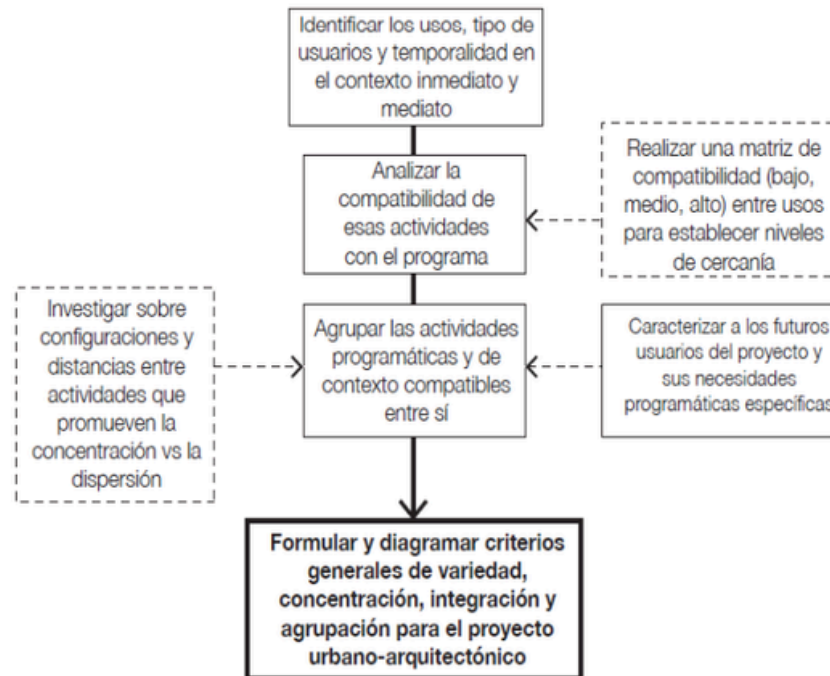 Identificar los usos, tipo de
usuarios y temporalidad en
el contexto inmediato y
mediato
Analizar la
compatibilidad de
esas actividades
con el programa
Realizar una matriz de
compatibilidad (bajo,
medio, alto) entre usos
para establecer niveles
de cercanía
Investigar sobre
configuraciones y
distancias entre
actividades que
promueven la
concentración vs la
dispersión
Agrupar las actividades
programáticas y de
contexto compatibles
entre sí
Caracterizar a los futuros
usuarios del proyecto y
sus necesidades
programáticas específicas
Formular y diagramar criterios
generales de variedad,
concentración, integración y
agrupación para el proyecto
urbano-arquitectónico